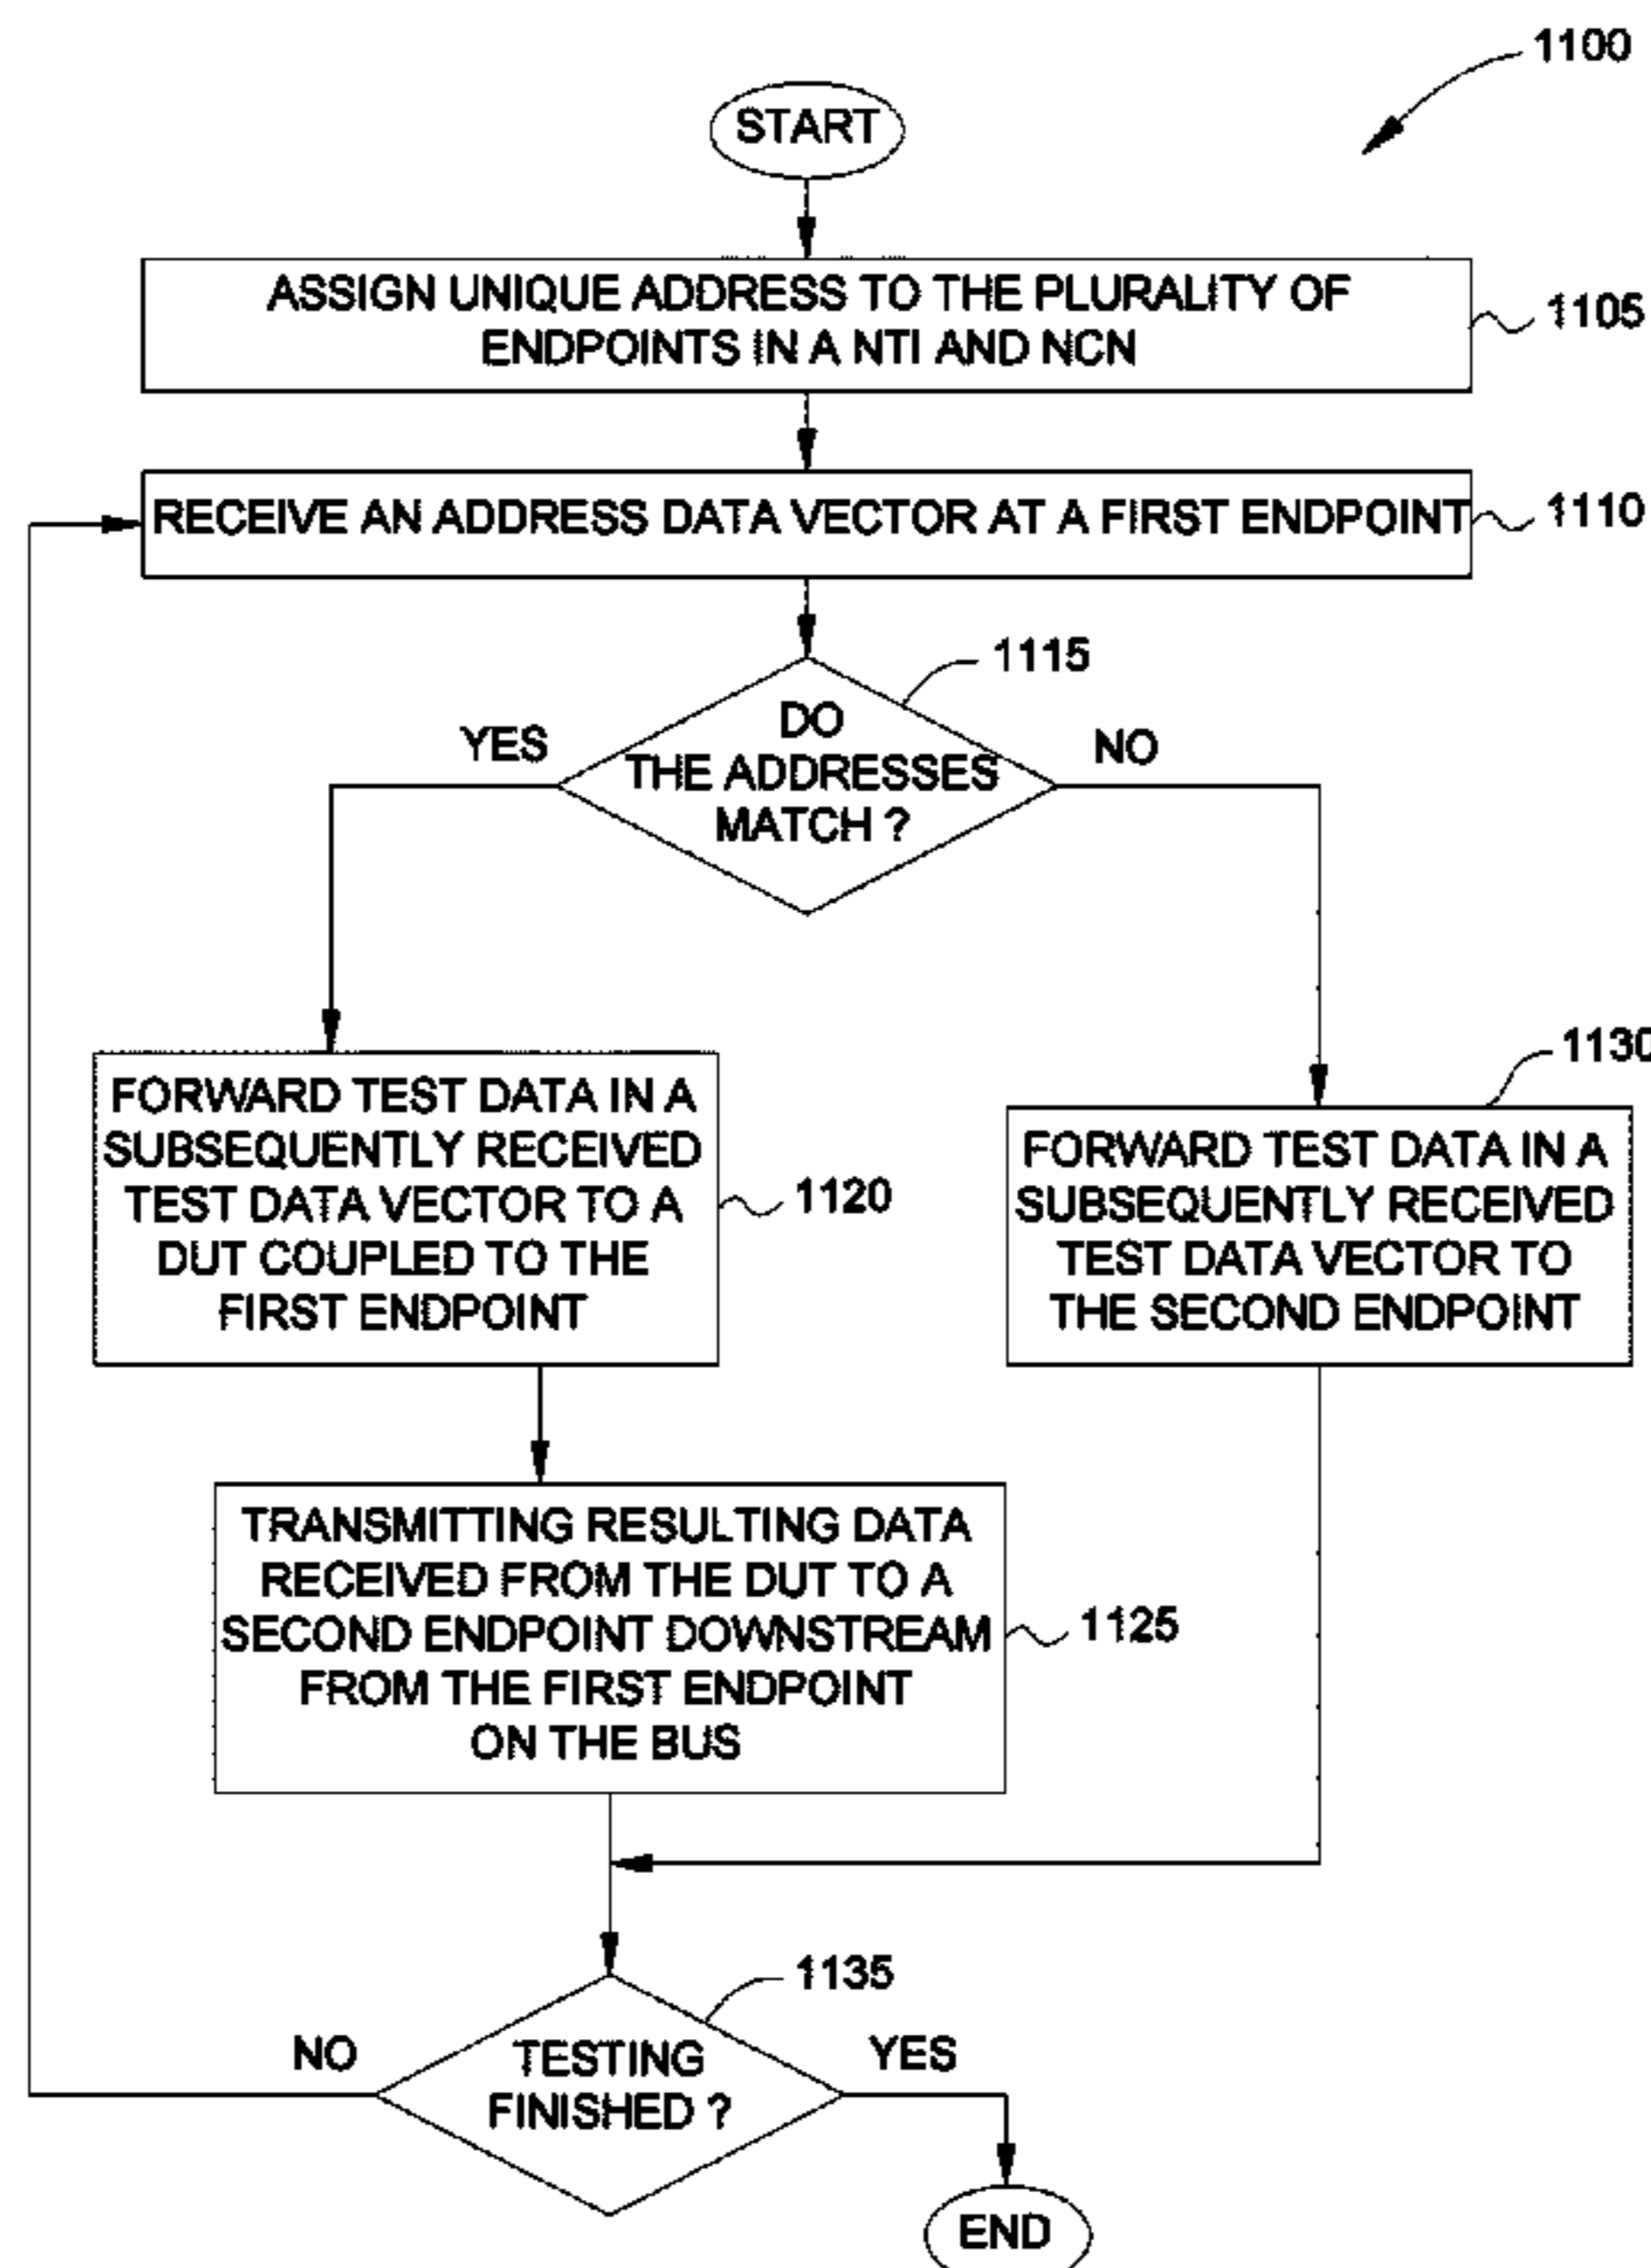 1100
START
ASSIGN UNIQUE ADDRESS TO THE PLURALITY OF
ENDPOINTS IN A NTI AND NCN
1105
RECEIVE AN ADDRESS DATA VECTOR AT A FIRST ENDPOINT
1110
1115
DO
THE ADDRESSES
MATCH ?
YES
NO
FORWARD TEST DATA IN A
SUBSEQUENTLY RECEIVED
TEST DATA VECTOR TO A
DUT COUPLED TO THE
FIRST ENDPOINT
1120
1130
FORWARD TEST DATA IN A
SUBSEQUENTLY RECEIVED
TEST DATA VECTOR TO
THE SECOND ENDPOINT
TRANSMITTING RESULTING DATA
RECEIVED FROM THE DUT TO A
SECOND ENDPOINT DOWNSTREAM
FROM THE FIRST ENDPOINT
ON THE BUS
1125
1135
NO
TESTING
FINISHED ?
YES
END